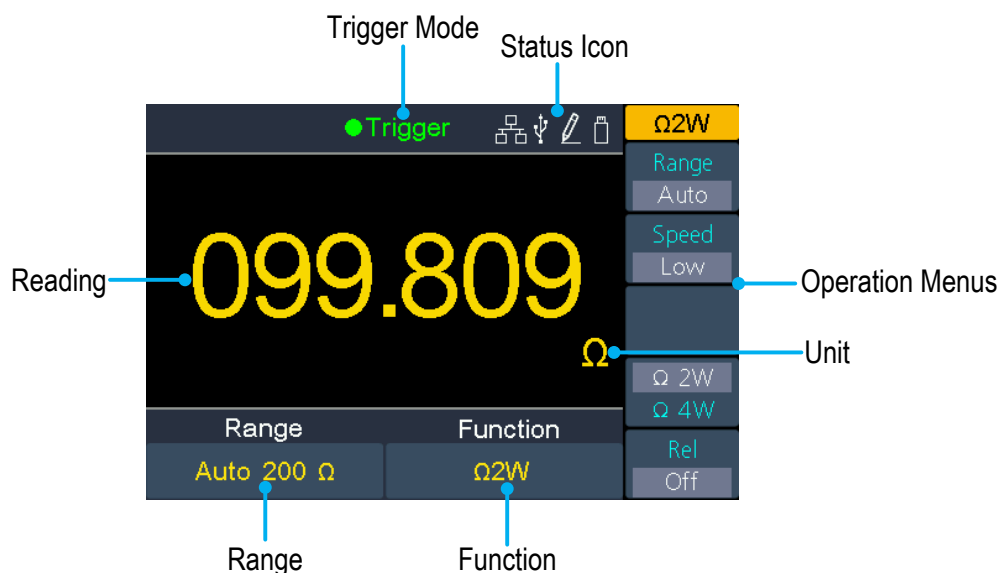 Trigger Mode
Status Icon
Trigger
Ω2W
Range
Auto
Speed
Low
Reading
099.809
Operation Menus
Ω
Unit
Ω 2W
Ω 4W
Range
Function
Rel
Off
Auto 200 Ω
Ω2W
Range
Function